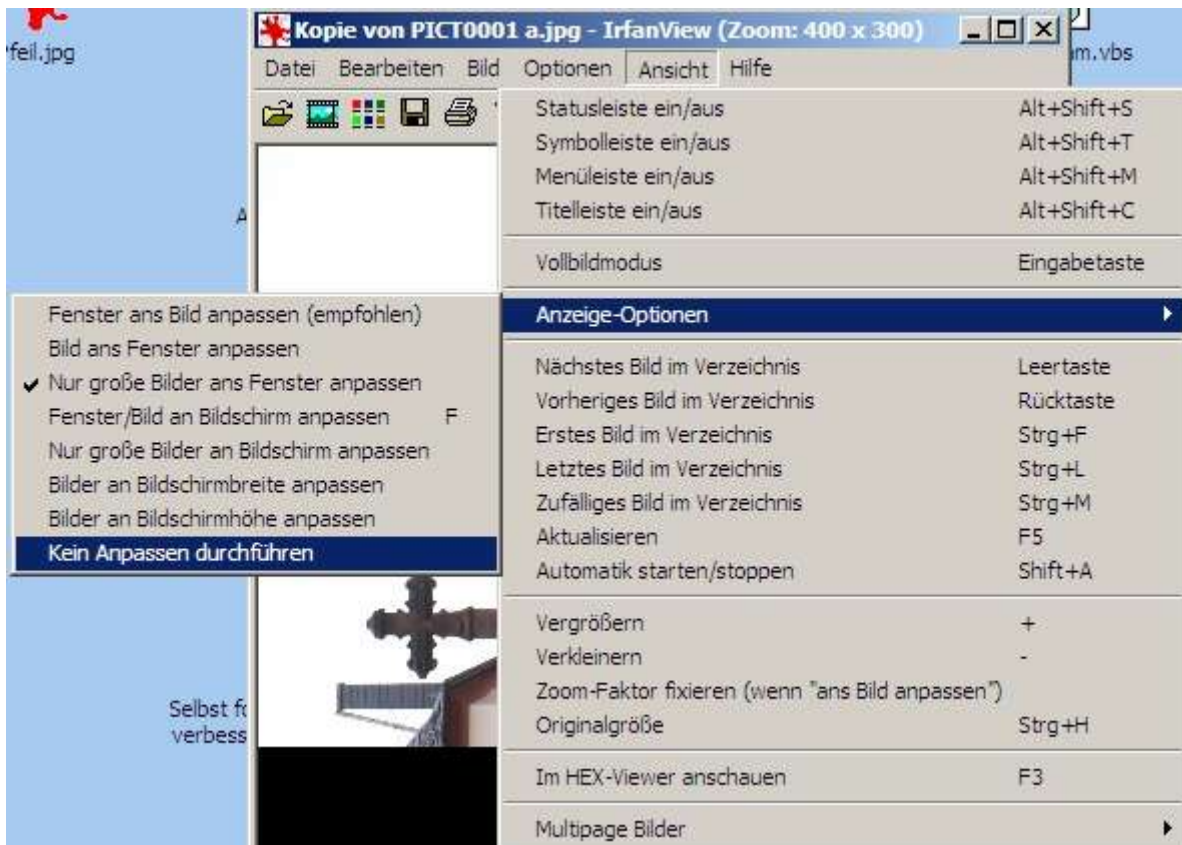 feil.jpg
Kopie von PICT0001 a.jpg - IrfanView (Zoom: 400 x 300)
m.vbs
Datei Bearbeiten Bild Optionen Ansicht Hilfe
Statusleiste ein/aus Alt+Shift+S
Symbolleiste ein/aus Alt+Shift+T
Menüleiste ein/aus Alt+Shift+M
Titelleiste ein/aus Alt+Shift+C
Vollbildmodus Eingabetaste
Anzeige-Optionen
Fenster ans Bild anpassen (empfohlen)
Bild ans Fenster anpassen
Nur große Bilder ans Fenster anpassen
Fenster/Bild an Bildschirm anpassen F
Nur große Bilder an Bildschirm anpassen
Bilder an Bildschirmbreite anpassen
Bilder an Bildschirmhöhe anpassen
Kein Anpassen durchführen
Nächstes Bild im Verzeichnis Leertaste
Vorheriges Bild im Verzeichnis Rücktaste
Erstes Bild im Verzeichnis Strg+F
Letztes Bild im Verzeichnis Strg+L
Zufälliges Bild im Verzeichnis Strg+M
Aktualisieren F5
Automatik starten/stoppen Shift+A
Vergrößern +
Verkleinern -
Zoom-Faktor fixieren (wenn "ans Bild anpassen")
Originalgröße Strg+H
Im HEX-Viewer anschauen F3
Multipage Bilder
A
Selbst fo
verbess